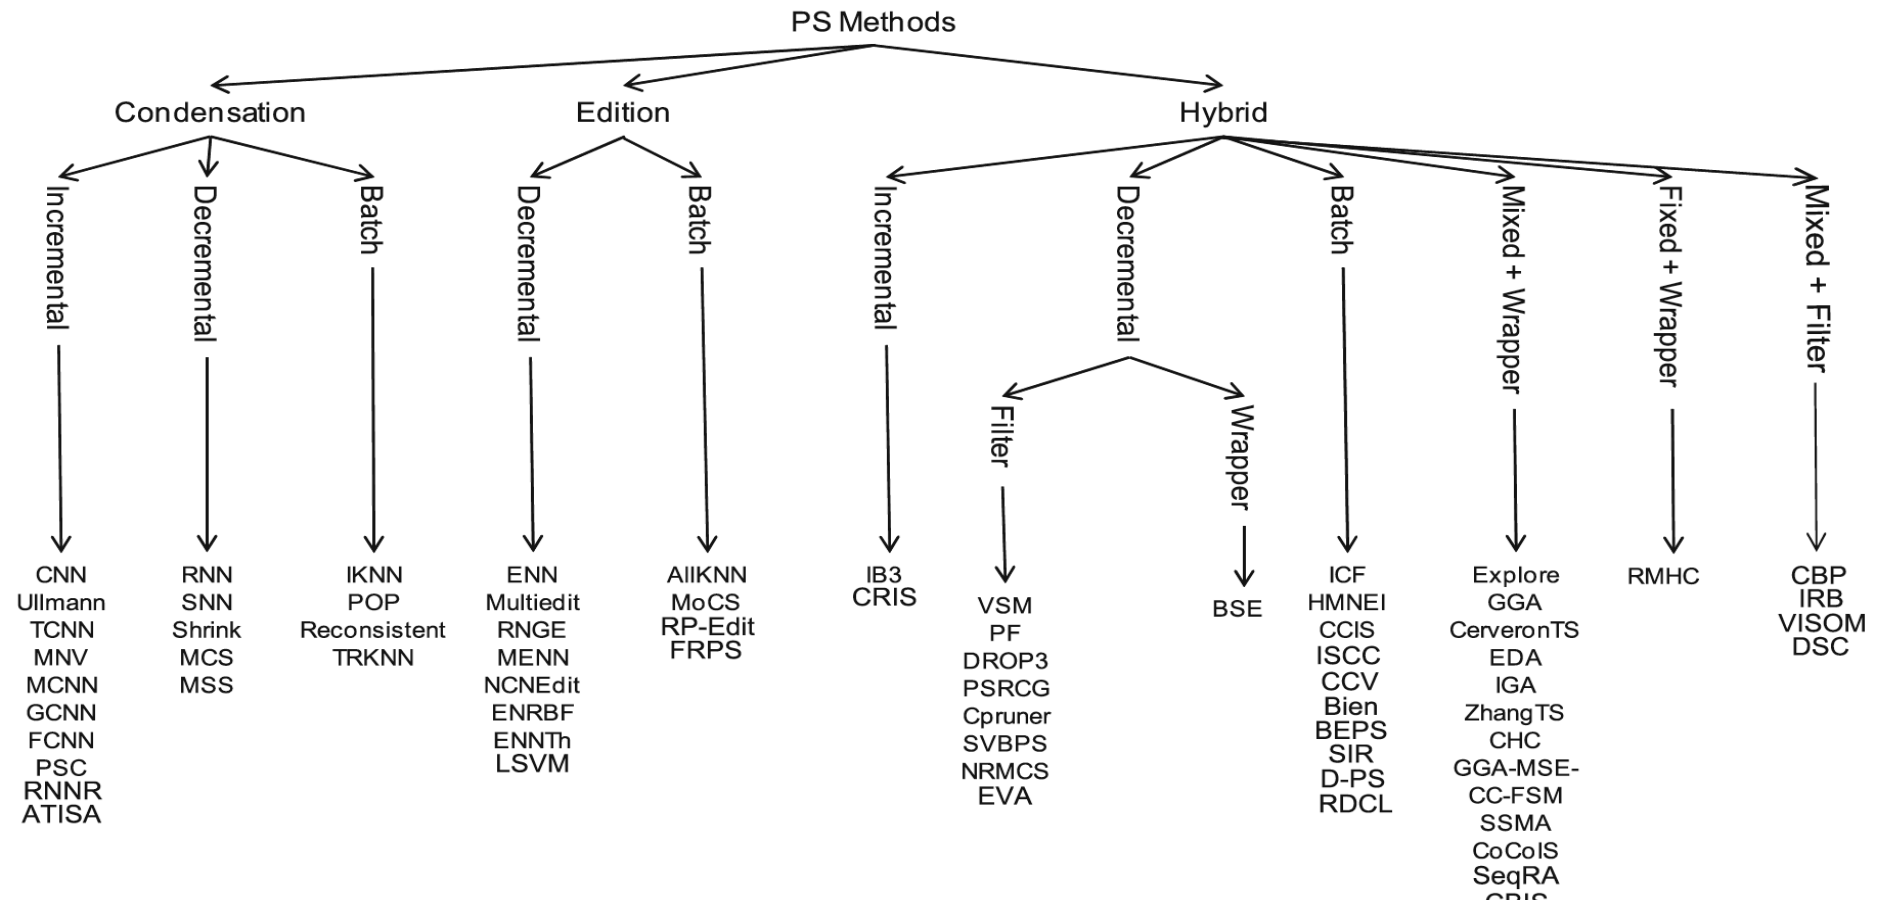 PS Methods
Condensation
Edition
Hybrid
Incremental
Decremental
Batch
Decremental
Batch
Incremental
Decremental
Batch
Mixed + Wrapper
Fixed + Wrapper
Mixed + Filter
Filter
Wrapper
CNN
Ullmann
TCNN
MNV
MCNN
GCNN
FCNN
PSC
RNNR
ATISA
RNN
SNN
Shrink
MCS
MSS
IKNN
POP
Reconsistent
TRKNN
ENN
Multiedit
RNGE
MENN
NCNEdit
ENRBF
ENNTh
LSVM
AllKNN
MoCS
RP-Edit
FRPS
IB3
CRIS
VSM
PF
DROP3
PSRCG
Cpruner
SVBPS
NRMCS
EVA
BSE
ICF
HMNEI
CCIS
ISCC
CCV
Bien
BEPS
SIR
D-PS
RDCL
Explore
GGA
CerveronTS
EDA
IGA
ZhangTS
CHC
GGA-MSE-
CC-FSM
SSMA
CoCoIS
SeqRA
RMHC
CBP
IRB
VISOM
DSC